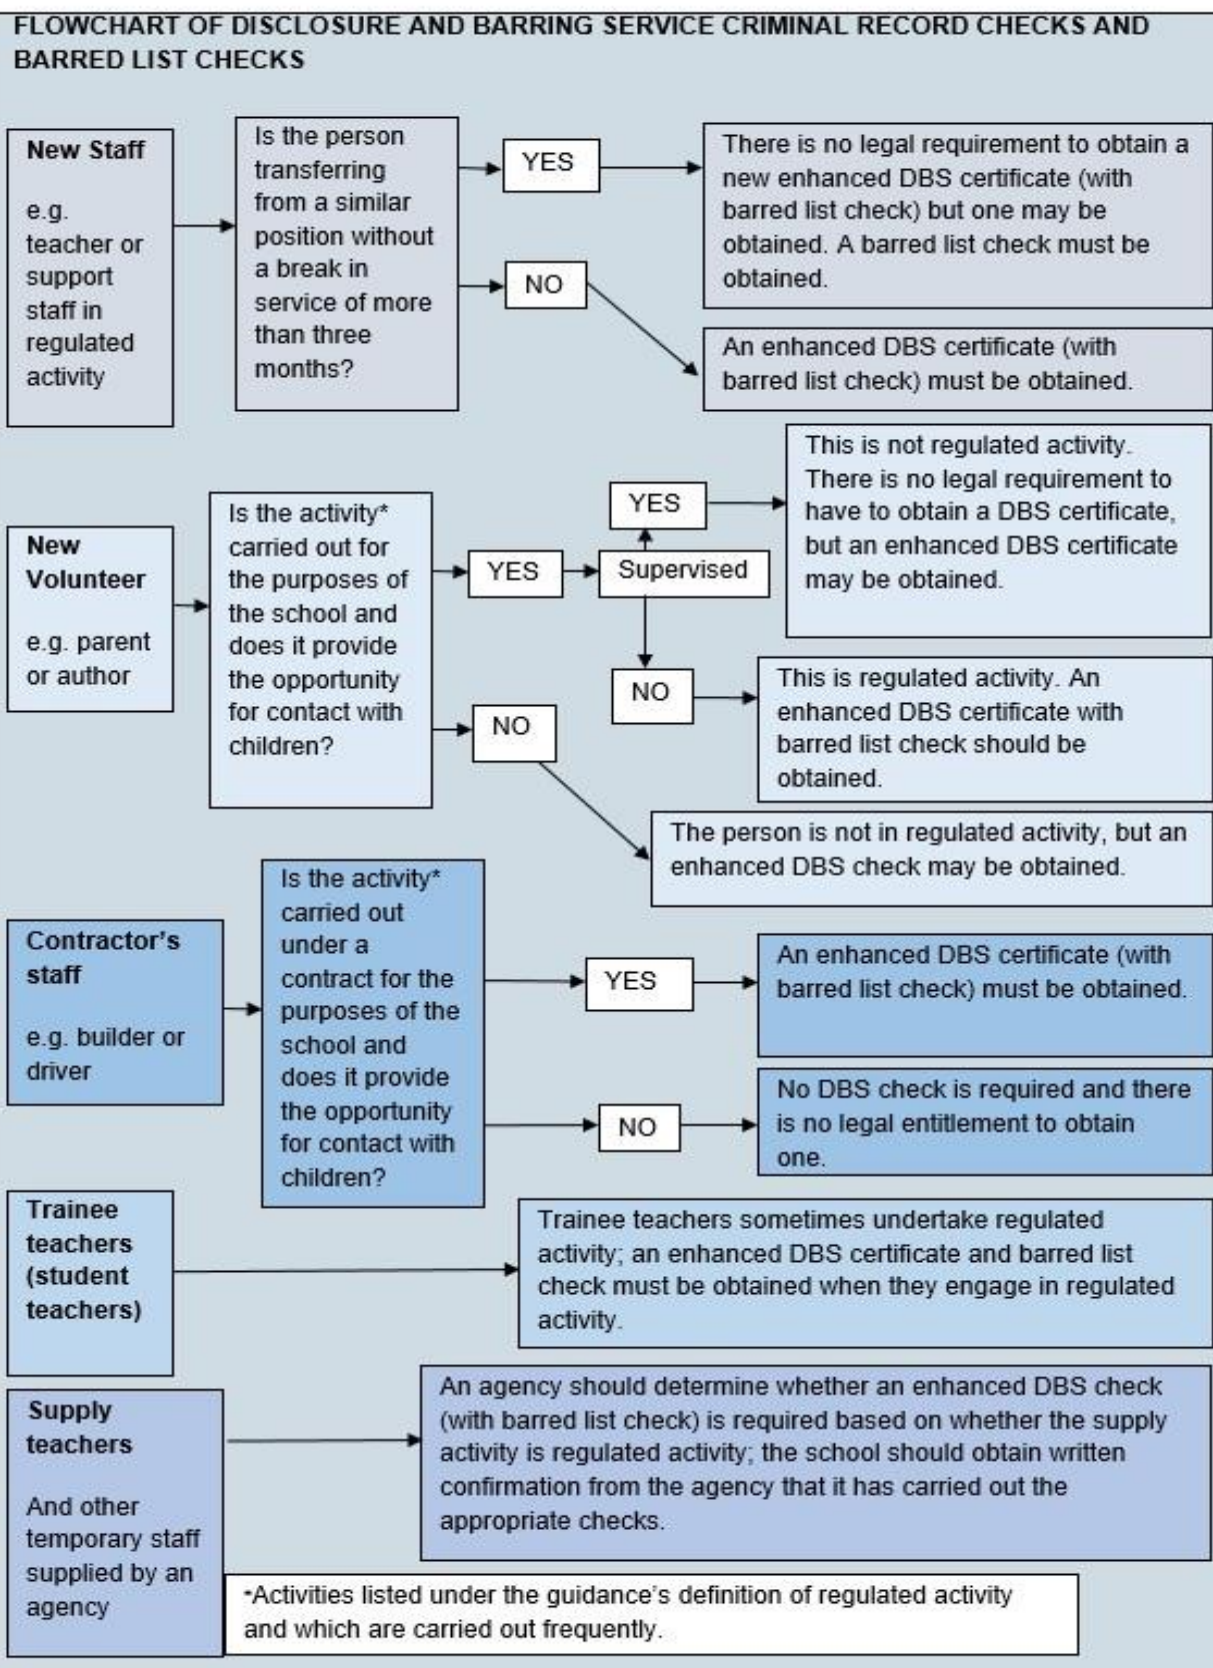 FLOWCHART OF DISCLOSURE AND BARRING SERVICE CRIMINAL RECORD CHECKS AND
BARRED LIST CHECKS
New Staff
e.g.
teacher or
support
staff in
regulated
activity
Is the person
transferring
from a similar
position without
a break in
service of more
than three
months?
YES
There is no legal requirement to obtain a
new enhanced DBS certificate (with
barred list check) but one may be
obtained. A barred list check must be
obtained.
NO
An enhanced DBS certificate (with
barred list check) must be obtained.
New
Volunteer
e.g. parent
or author
Is the activity*
carried out for
the purposes of
the school and
does it provide
the opportunity
for contact with
children?
YES
Supervised
YES
This is not regulated activity.
There is no legal requirement to
have to obtain a DBS certificate,
but an enhanced DBS certificate
may be obtained.
NO
This is regulated activity. An
enhanced DBS certificate with
barred list check should be
obtained.
NO
The person is not in regulated activity, but an
enhanced DBS check may be obtained.
Contractor's
staff
e.g. builder or
driver
Is the activity*
carried out
under a
contract for the
purposes of the
school and
does it provide
the opportunity
for contact with
children?
YES
An enhanced DBS certificate (with
barred list check) must be obtained.
NO
No DBS check is required and there
is no legal entitlement to obtain
one.
Trainee
teachers
(student
teachers)
Trainee teachers sometimes undertake regulated
activity; an enhanced DBS certificate and barred list
check must be obtained when they engage in regulated
activity.
Supply
teachers
And other
temporary staff
supplied by an
agency
An agency should determine whether an enhanced DBS check
(with barred list check) is required based on whether the supply
activity is regulated activity; the school should obtain written
confirmation from the agency that it has carried out the
appropriate checks.
*Activities listed under the guidance's definition of regulated activity
and which are carried out frequently.